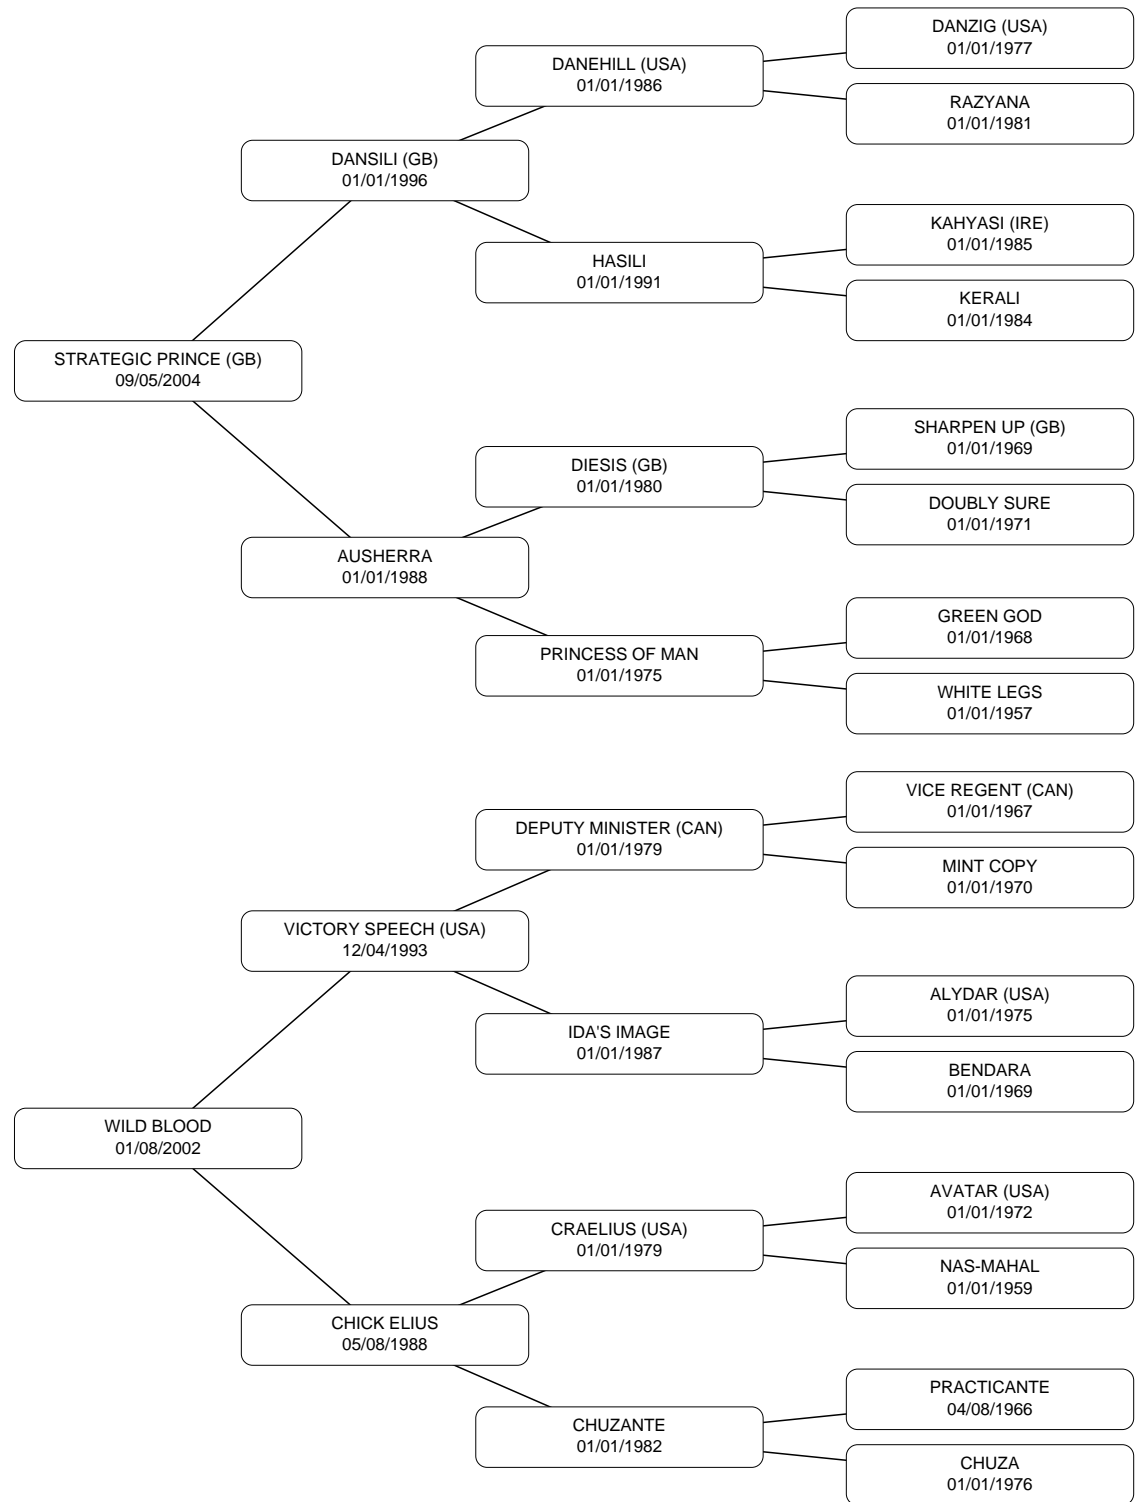 DANZIG (USA)
01/01/1977
DANEHILL (USA)
01/01/1986
RAZYANA
01/01/1981
DANSILI (GB)
01/01/1996
KAHYASI (IRE)
01/01/1985
HASILI
01/01/1991
KERALI
01/01/1984
STRATEGIC PRINCE (GB)
09/05/2004
SHARPEN UP (GB)
01/01/1969
DIESIS (GB)
01/01/1980
DOUBLY SURE
01/01/1971
AUSHERRA
01/01/1988
GREEN GOD
01/01/1968
PRINCESS OF MAN
01/01/1975
WHITE LEGS
01/01/1957
VICE REGENT (CAN)
01/01/1967
DEPUTY MINISTER (CAN)
01/01/1979
MINT COPY
01/01/1970
VICTORY SPEECH (USA)
12/04/1993
ALYDAR (USA)
01/01/1975
IDA'S IMAGE
01/01/1987
BENDARA
01/01/1969
WILD BLOOD
01/08/2002
AVATAR (USA)
01/01/1972
CRAELIUS (USA)
01/01/1979
NAS-MAHAL
01/01/1959
CHICK ELIUS
05/08/1988
PRACTICANTE
04/08/1966
CHUZANTE
01/01/1982
CHUZA
01/01/1976